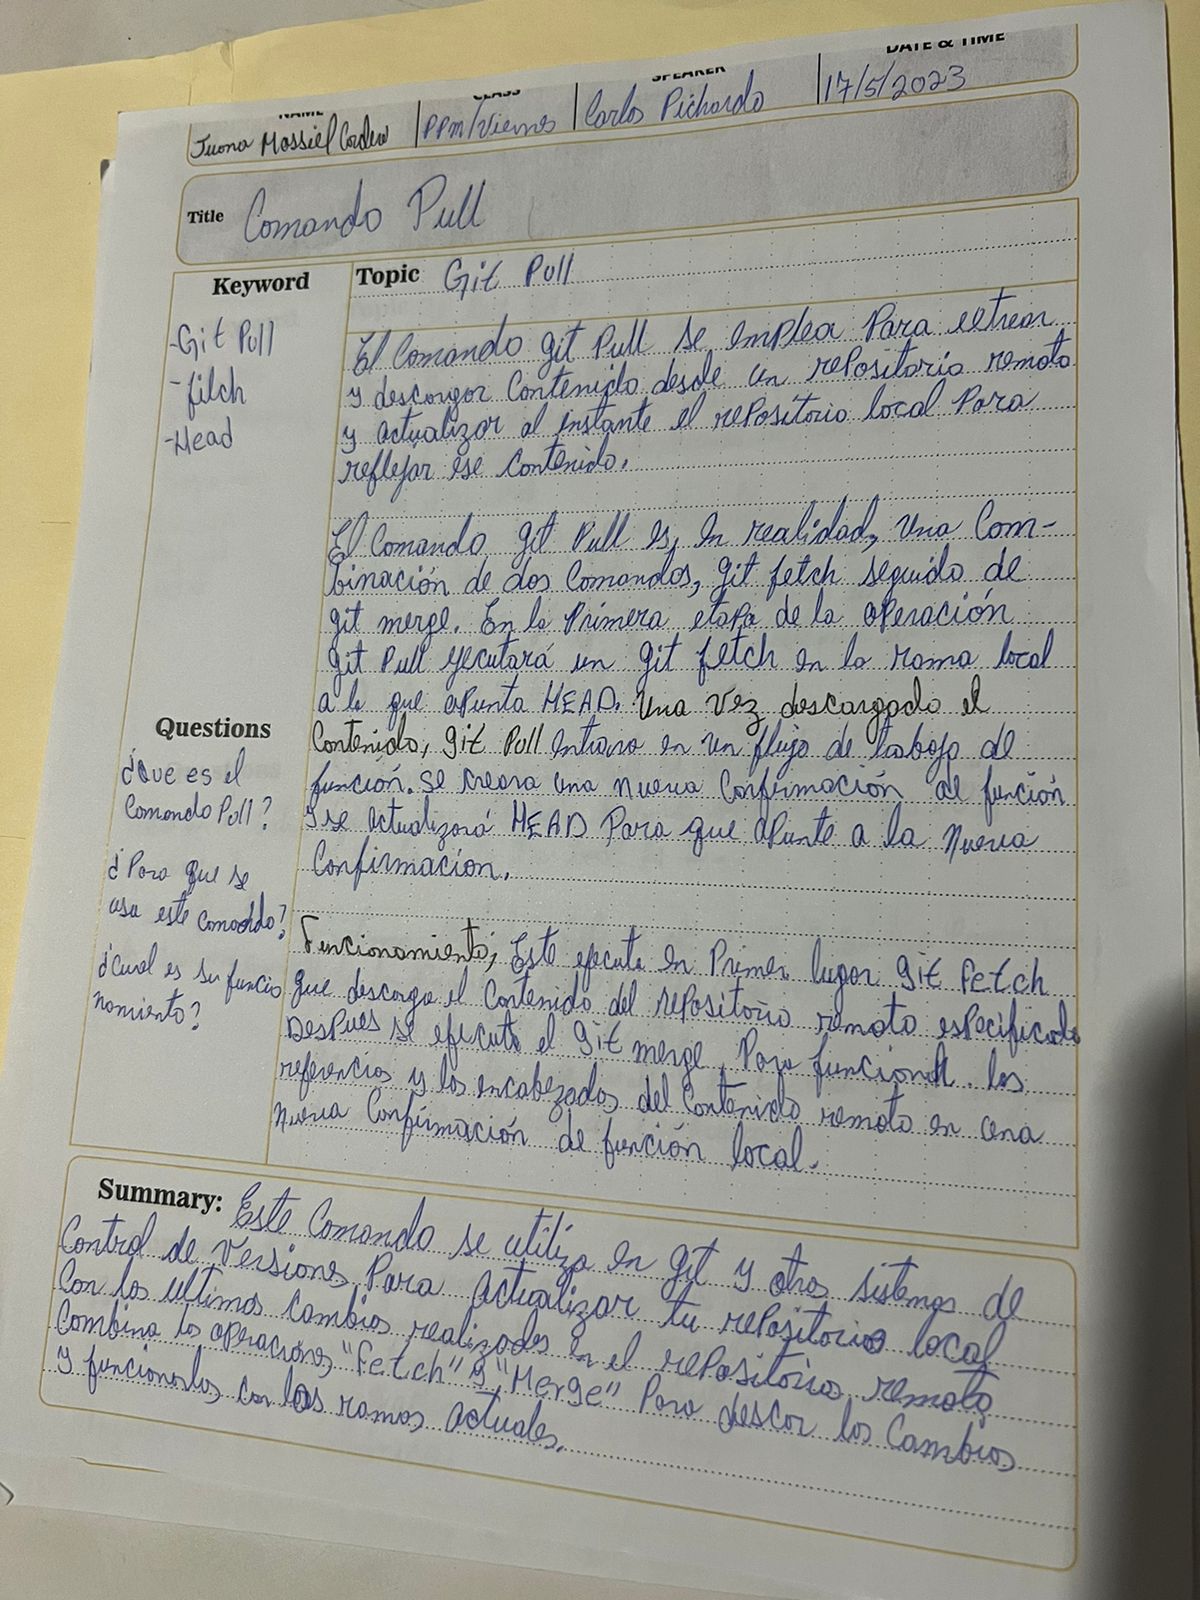 NAME
CLASS
SPEAKER
DATE & TIME
Juana Massiel Cordero
PPM/Viernes
Carlos Pichardo
17/5/2023
Title Comando Pull
Keyword
-Git Pull
-fitch
-Head
Topic Git Pull
El Comando git Pull se emplea Para extraer
y descargar Contenido desde un repositorio remoto
y actualizar al instante el repositorio local Para
reflejar ese Contenido.
El Comando git Pull es, en realidad, una Com-
binación de dos Comandos, git fetch seguido de
git merge. En la Primera etapa de la operación
git Pull ejecutará un git fetch en la rama local
a la que apunta HEAD. Una vez descargado el
Contenido, git Pull entrara en un flujo de trabajo de
función. Se creara una nueva Confirmación de función
y se actualizará HEAD Para que apunte a la nueva
Confirmación.
Funcionamiento; Este ejecuta en Primer lugar git Fetch
que descarga el Contenido del repositorio remoto especificado
Despues se ejecuta el git merge Para funcionar los
referencias y los encabezados del Contenido remoto en una
Nueva Confirmación de función local.
Questions
¿Que es el
Comando Pull?
¿Para que se
usa este comando?
¿Cual es su funcio
namiento?
Summary: Este Comando se utiliza en git y otros sistemas de
Control de Versiones Para Actualizar tu repositorio local
Con los ultimos cambios realizados en el repositorio remoto
Combina las operaciones "Fetch" y "Merge" Para descar los Cambios
y funcionarlos con las ramas actuales.